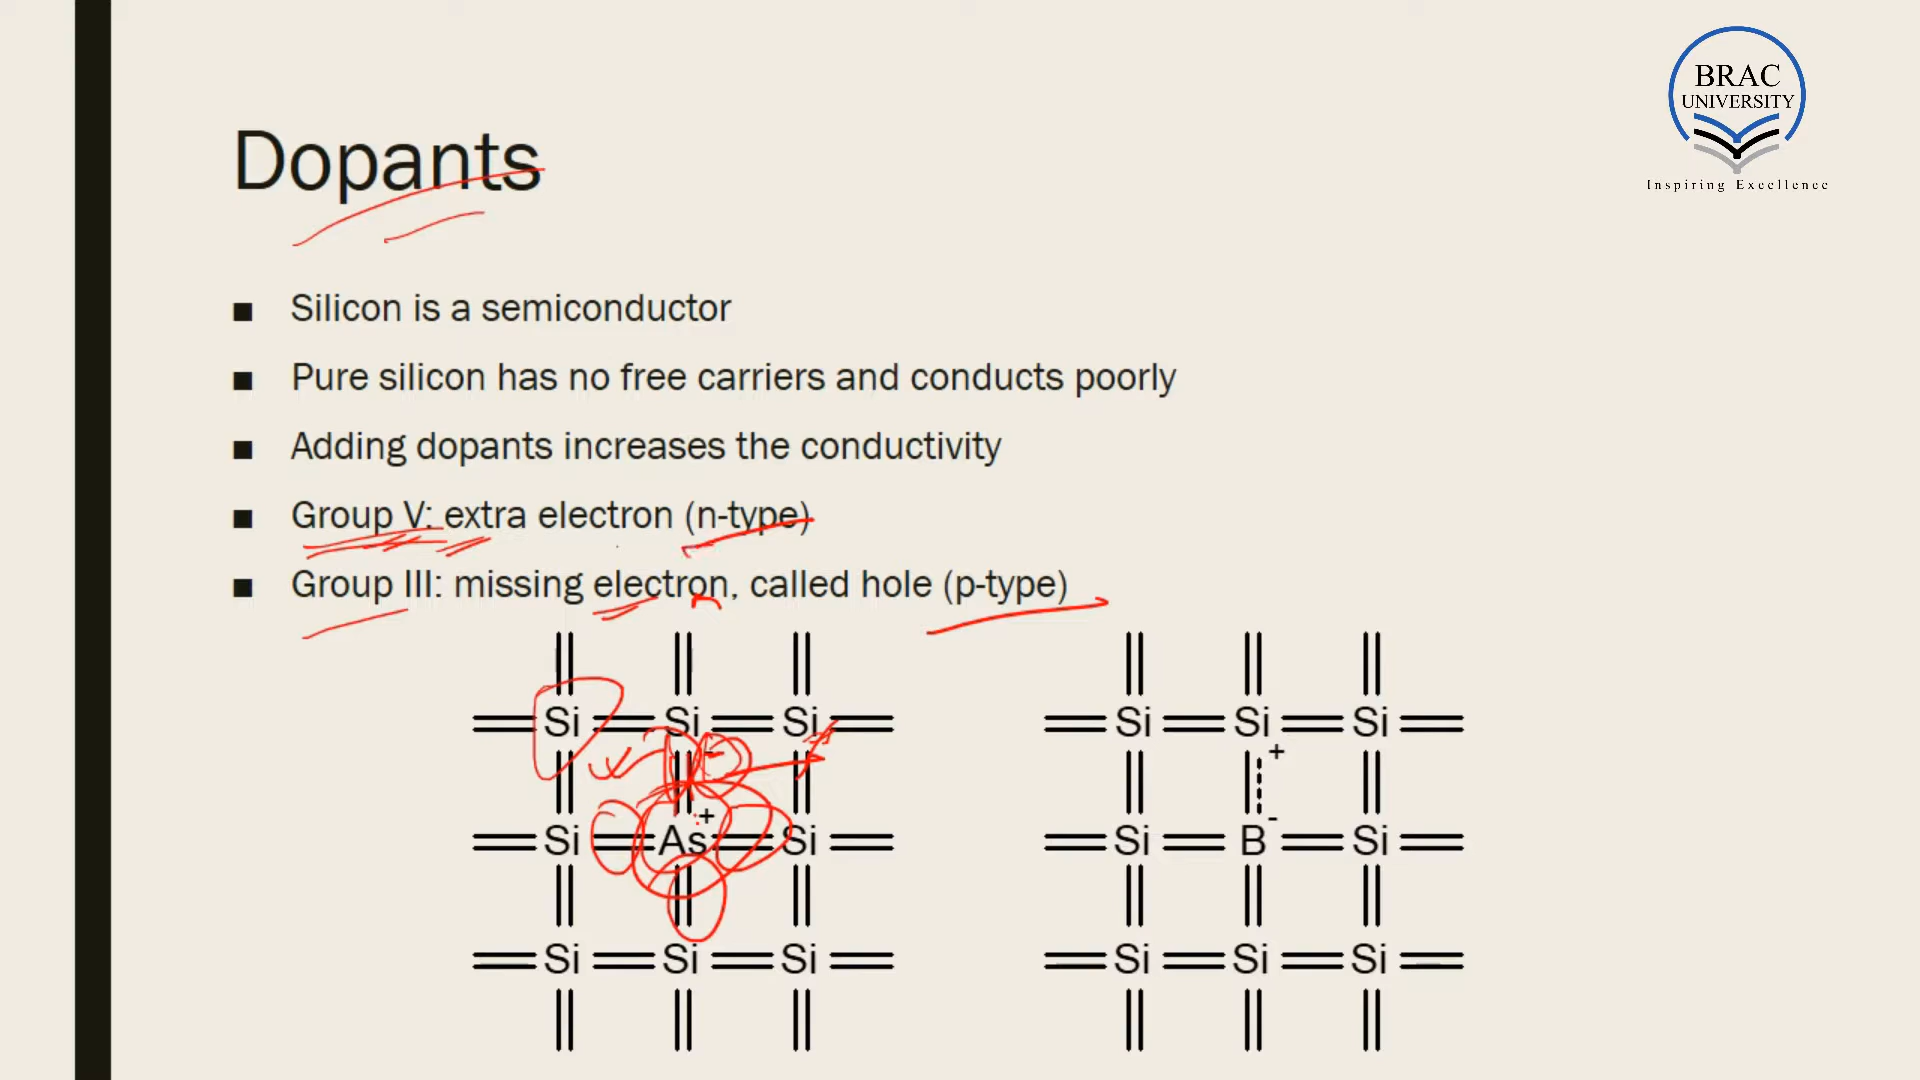 BRAC
UNIVERSITY
Inspiring Excellence
Dopants
■ Silicon is a semiconductor
■ Pure silicon has no free carriers and conducts poorly
■ Adding dopants increases the conductivity
■ Group V: extra electron (n-type)
■ Group III: missing electron, called hole (p-type)
Si Si Si Si Si Si
- +
+ -
Si As Si Si B Si
Si Si Si Si Si Si